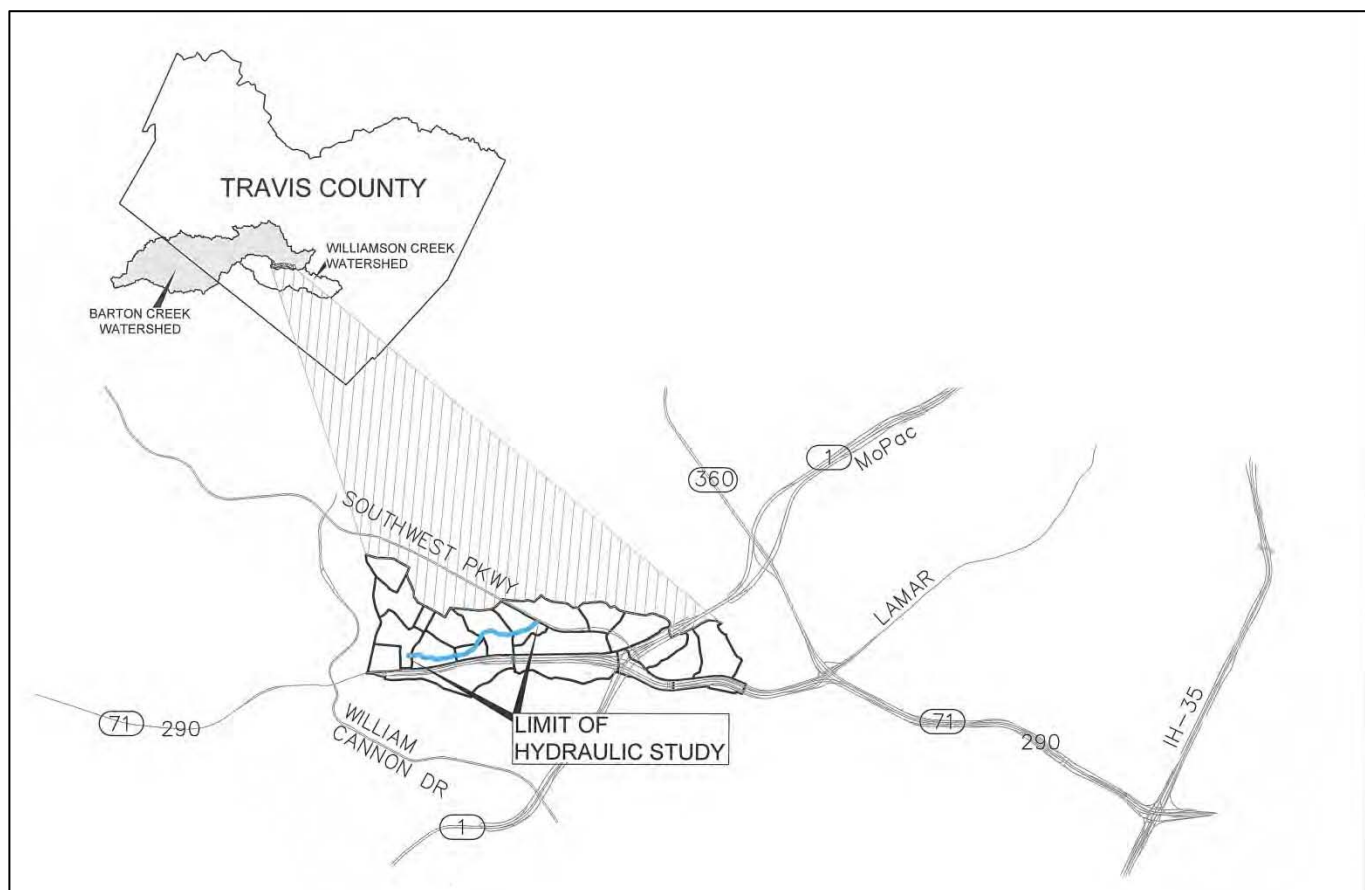 TRAVIS COUNTY
WILLIAMSON CREEK
WATERSHED
BARTON CREEK
WATERSHED
1
MoPac
360
SOUTHWEST PKWY
LAMAR
71
290
WILLIAM
CANNON DR
LIMIT OF
HYDRAULIC STUDY
71
290
IH-35
1